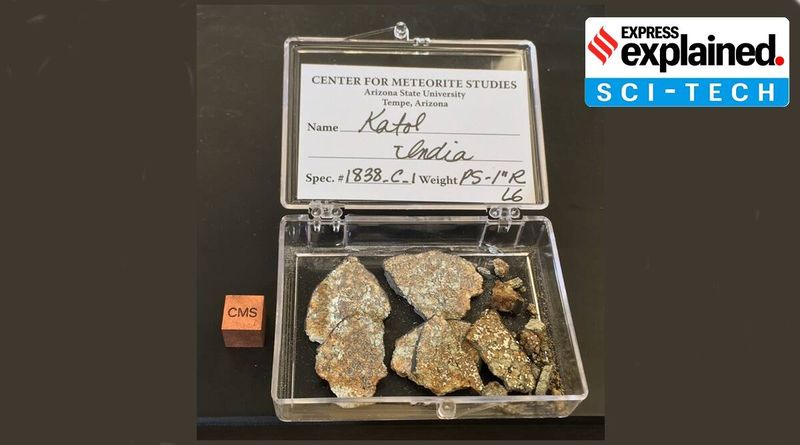 EXPRESS
explained.
SCI-TECH
CENTER FOR METEORITE STUDIES
Arizona State University
Tempe, Arizona
Name Katol
India
Spec. #1838_C_1 Weight PS-1"R
L6
CMS